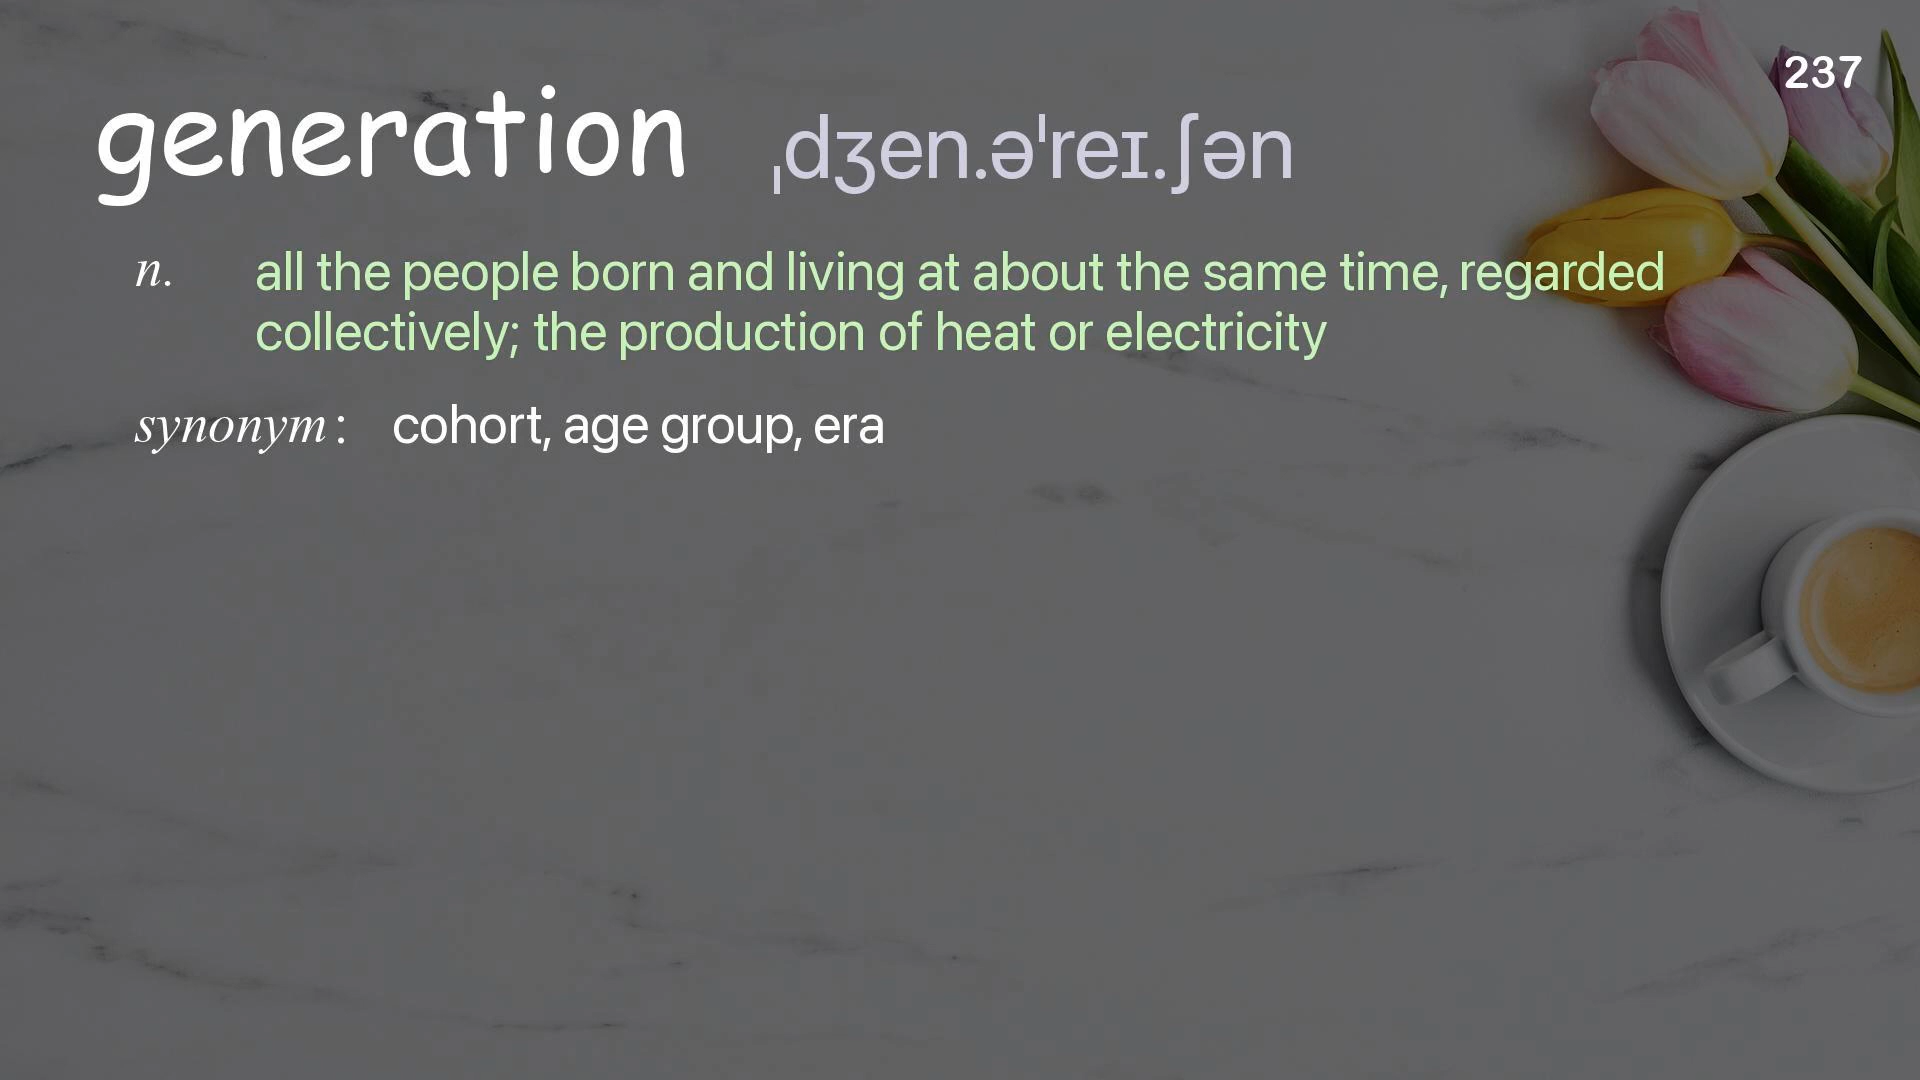 237
generation ˌdʒen.əˈreɪ.ʃən
n. all the people born and living at about the same time, regarded
collectively; the production of heat or electricity
synonym: cohort, age group, era